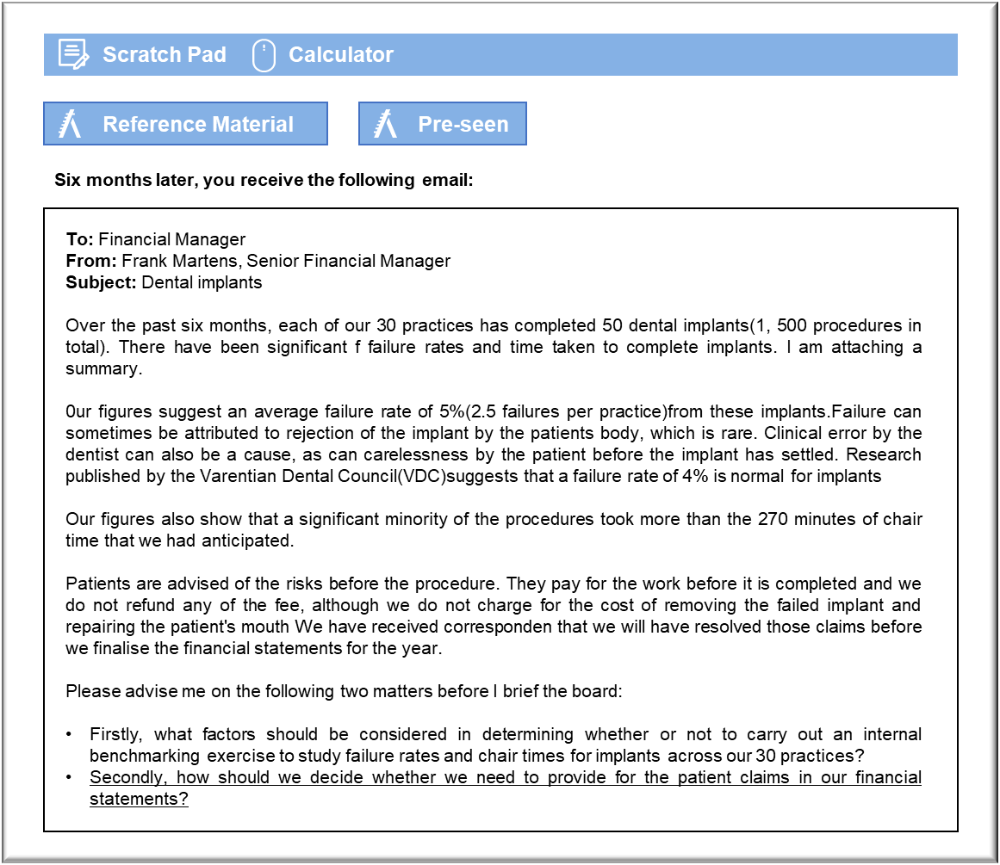 Scratch Pad Calculator
Reference Material Pre-seen
Six months later, you receive the following email:
To: Financial Manager
From: Frank Martens, Senior Financial Manager
Subject: Dental implants
Over the past six months, each of our 30 practices has completed 50 dental implants(1, 500 procedures in
total). There have been significant f failure rates and time taken to complete implants. I am attaching a
summary.
0ur figures suggest an average failure rate of 5%(2.5 failures per practice)from these implants.Failure can
sometimes be attributed to rejection of the implant by the patients body, which is rare. Clinical error by the
dentist can also be a cause, as can carelessness by the patient before the implant has settled. Research
published by the Varentian Dental Council(VDC)suggests that a failure rate of 4% is normal for implants
Our figures also show that a significant minority of the procedures took more than the 270 minutes of chair
time that we had anticipated.
Patients are advised of the risks before the procedure. They pay for the work before it is completed and we
do not refund any of the fee, although we do not charge for the cost of removing the failed implant and
repairing the patient's mouth We have received corresponden that we will have resolved those claims before
we finalise the financial statements for the year.
Please advise me on the following two matters before I brief the board:
• Firstly, what factors should be considered in determining whether or not to carry out an internal
benchmarking exercise to study failure rates and chair times for implants across our 30 practices?
• Secondly, how should we decide whether we need to provide for the patient claims in our financial
statements?